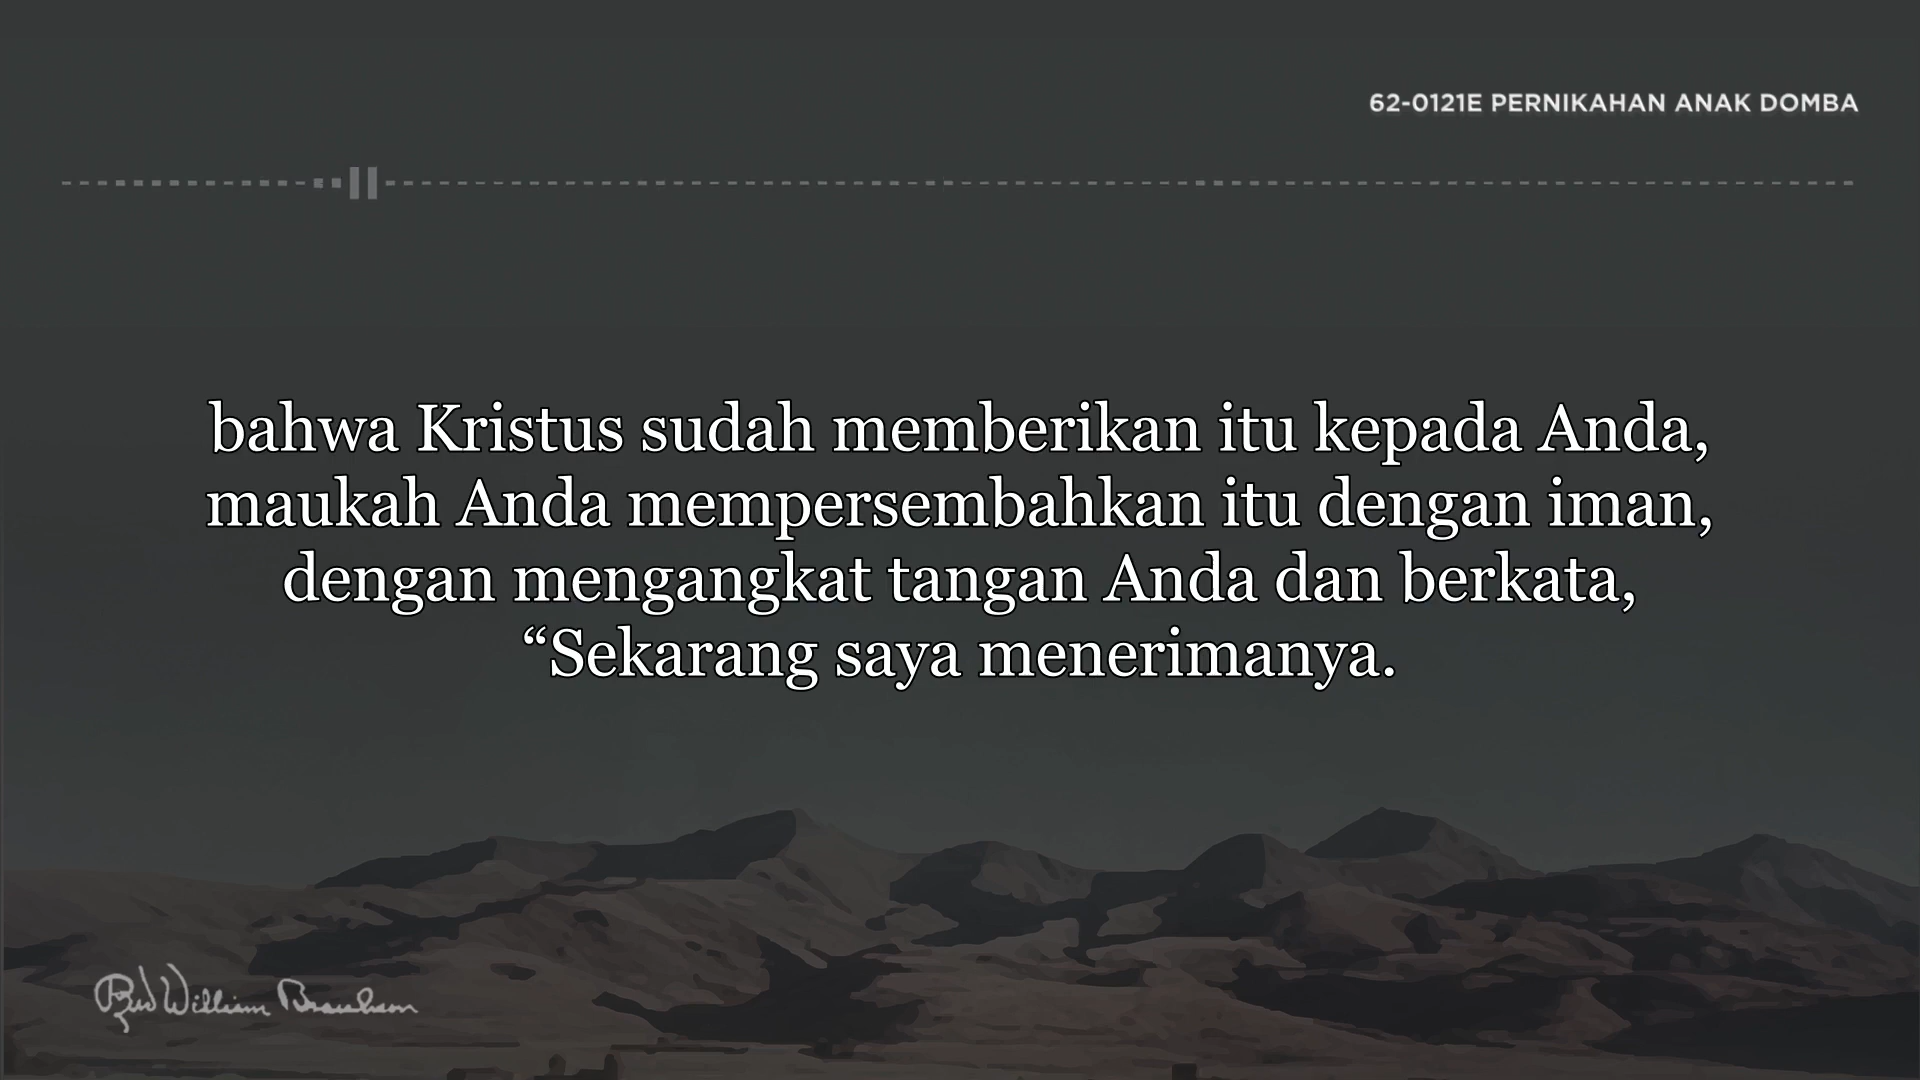 62-0121E PERNIKAHAN ANAK DOMBA
bahwa Kristus sudah memberikan itu kepada Anda,
maukah Anda mempersembahkan itu dengan iman,
dengan mengangkat tangan Anda dan berkata,
“Sekarang saya menerimanya.
Rev William Branham